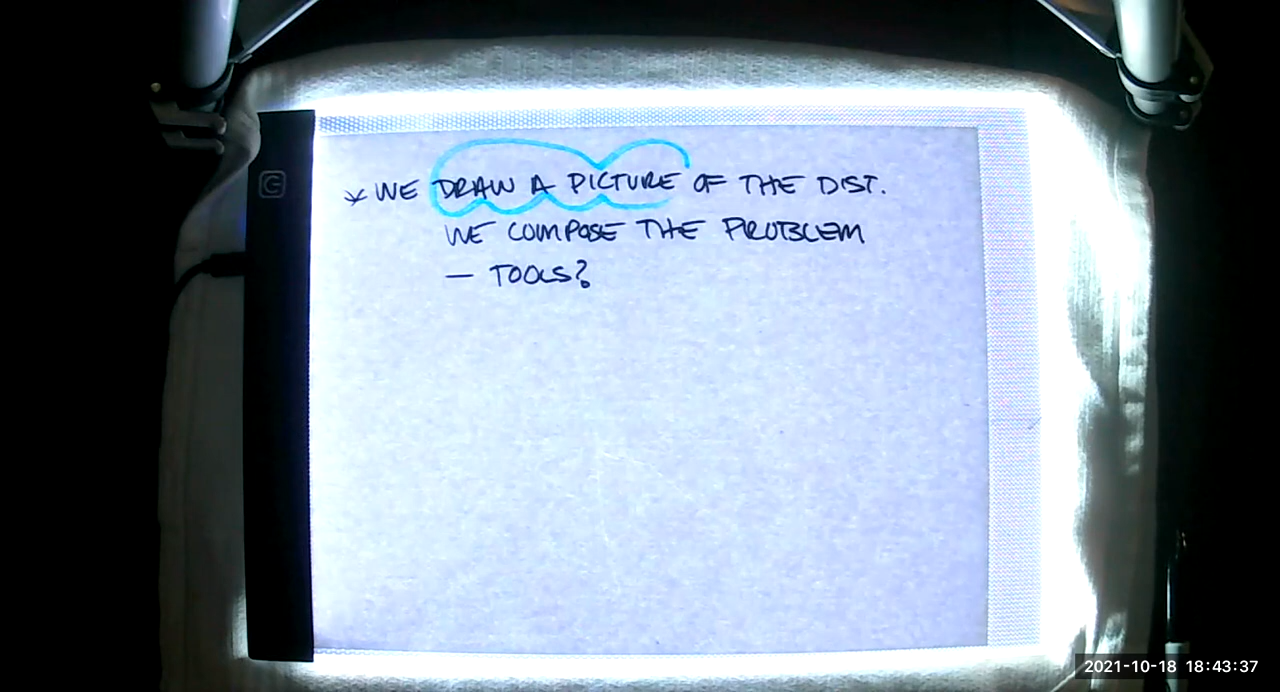 * WE DRAW A PICTURE OF THE DIST.
WE COMPOSE THE PROBLEM
— TOOLS?
2021-10-18 18:43:37